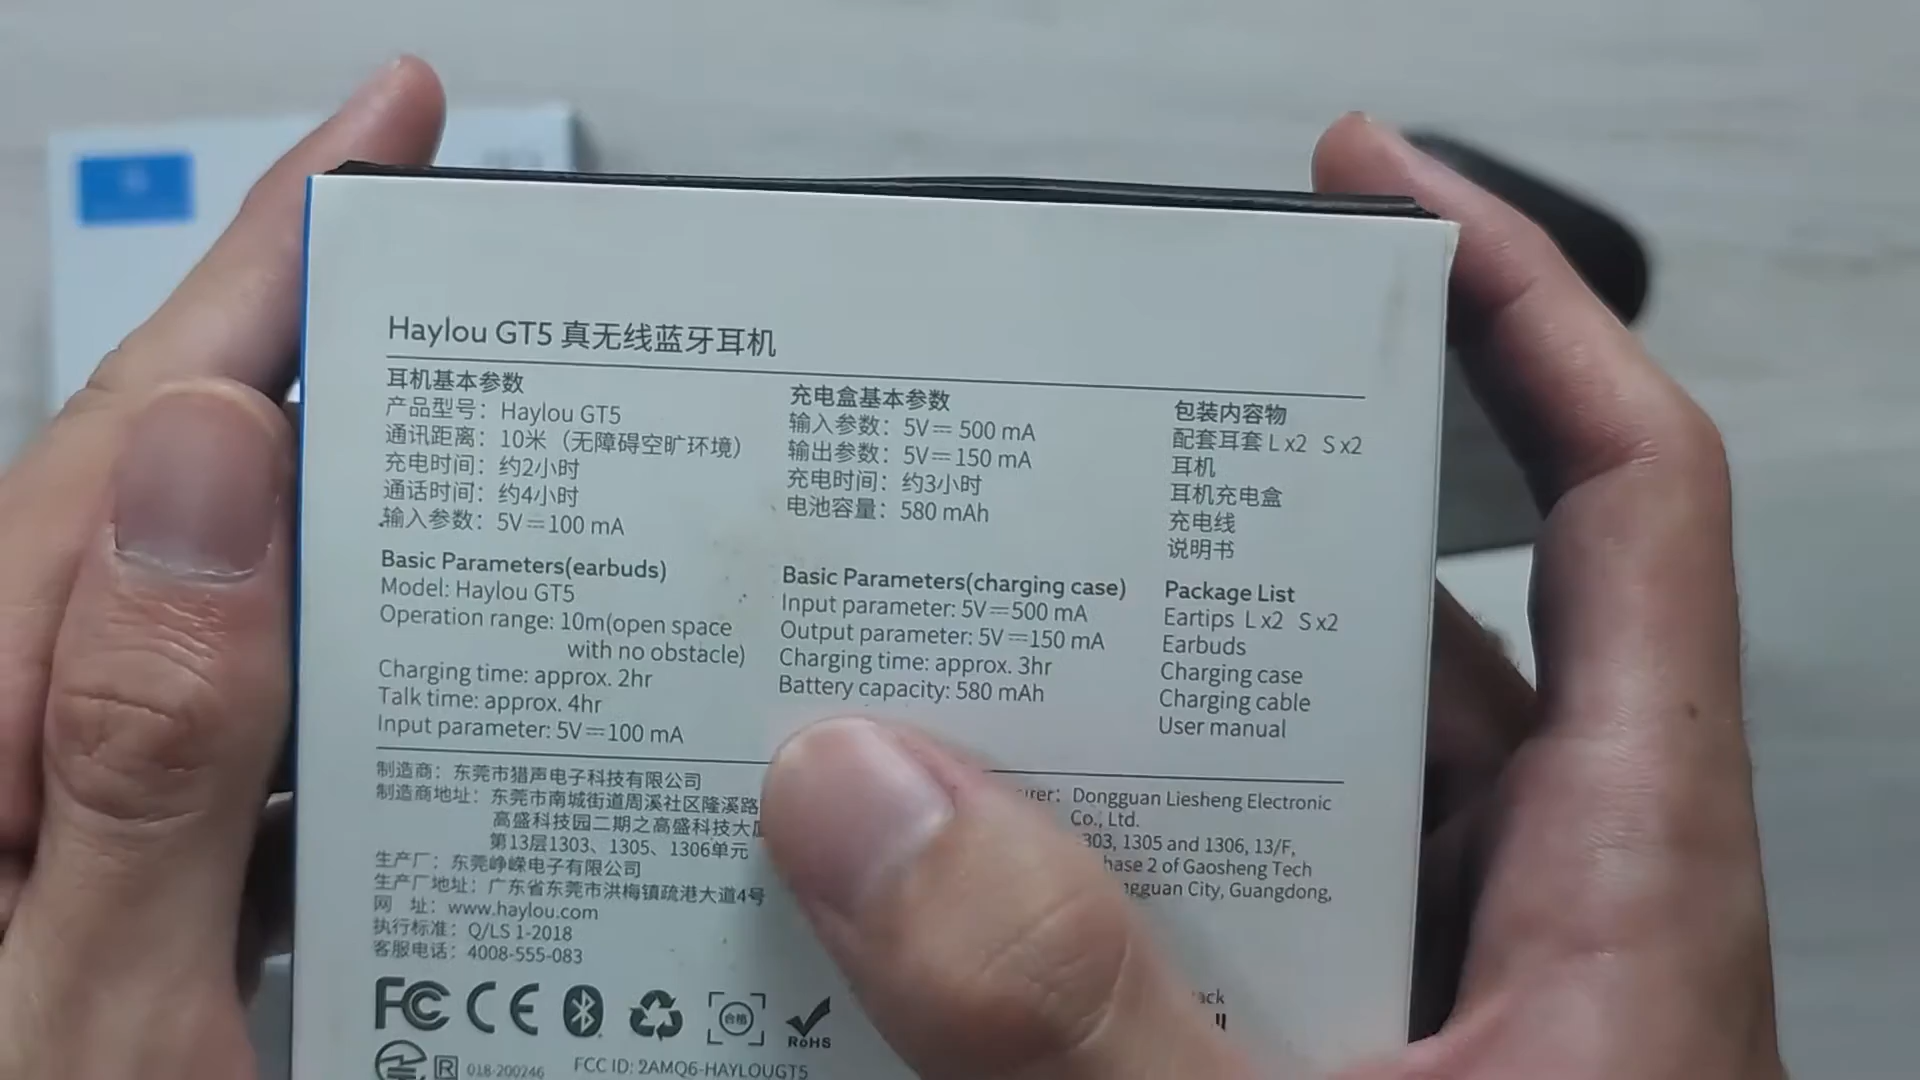 Haylou GT5 真无线蓝牙耳机
耳机基本参数
产品型号：Haylou GT5
通讯距离：10米（无障碍空旷环境）
充电时间：约2小时
通话时间：约4小时
输入参数：5V⎓100 mA
充电盒基本参数
输入参数：5V⎓500 mA
输出参数：5V⎓150 mA
充电时间：约3小时
电池容量：580 mAh
包装内容物
配套耳套 L x2 S x2
耳机
耳机充电盒
充电线
说明书
Basic Parameters(earbuds)
Model: Haylou GT5
Operation range: 10m(open space
with no obstacle)
Charging time: approx. 2hr
Talk time: approx. 4hr
Input parameter: 5V⎓100 mA
Basic Parameters(charging case)
Input parameter: 5V⎓500 mA
Output parameter: 5V⎓150 mA
Charging time: approx. 3hr
Battery capacity: 580 mAh
Package List
Eartips L x2 S x2
Earbuds
Charging case
Charging cable
User manual
制造商：东莞市猎声电子科技有限公司
制造商地址：东莞市南城街道周溪社区隆溪路
高盛科技园二期之高盛科技大
第13层1303、1305、1306单元
生产厂：东莞峥嵘电子有限公司
生产厂地址：广东省东莞市洪梅镇疏港大道4号
网 址：www.haylou.com
执行标准：Q/LS 1-2018
客服电话：4008-555-083
Dongguan Liesheng Electronic
Co., Ltd.
1305 and 1306, 13/F,
2 of Gaosheng Tech
City, Guangdong,
FC CE
合格
RoHS
R 018-200246
FCC ID: 2AMQ6-HAYLOUGT5